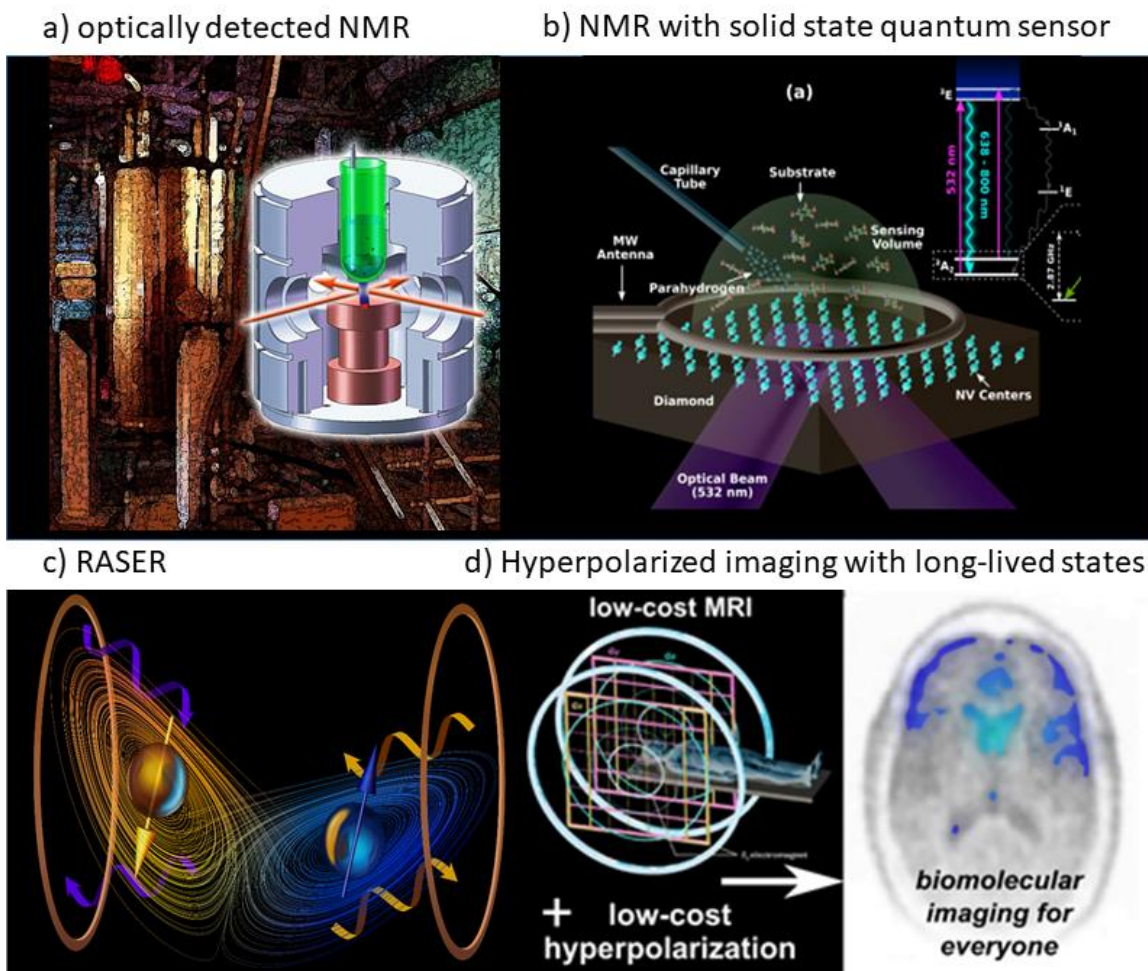 a) optically detected NMR
b) NMR with solid state quantum sensor
(a)
³E
¹A₁
638 - 800 nm
532 nm
¹E
³A₂
2.87 GHz
Capillary
Tube
Substrate
Sensing
Volume
MW
Antenna
Parahydrogen
Diamond
NV Centers
Optical Beam
(532 nm)
c) RASER
d) Hyperpolarized imaging with long-lived states
low-cost MRI
electromagnet
+ low-cost
hyperpolarization
biomolecular
imaging for
everyone